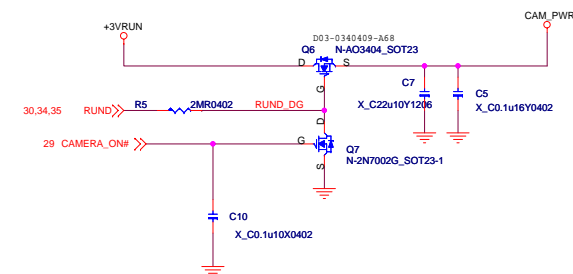 CAM_PWR
+3VRUN
D03-0340409-A68
Q6
N-AO3404_SOT23
D
S
G
C7
C5
X_C22u10Y1206
X_C0.1u16Y0402
30,34,35
RUND
R5
2MR0402
RUND_DG
D
29
CAMERA_ON#
G
Q7
N-2N7002G_SOT23-1
S
C10
X_C0.1u10X0402